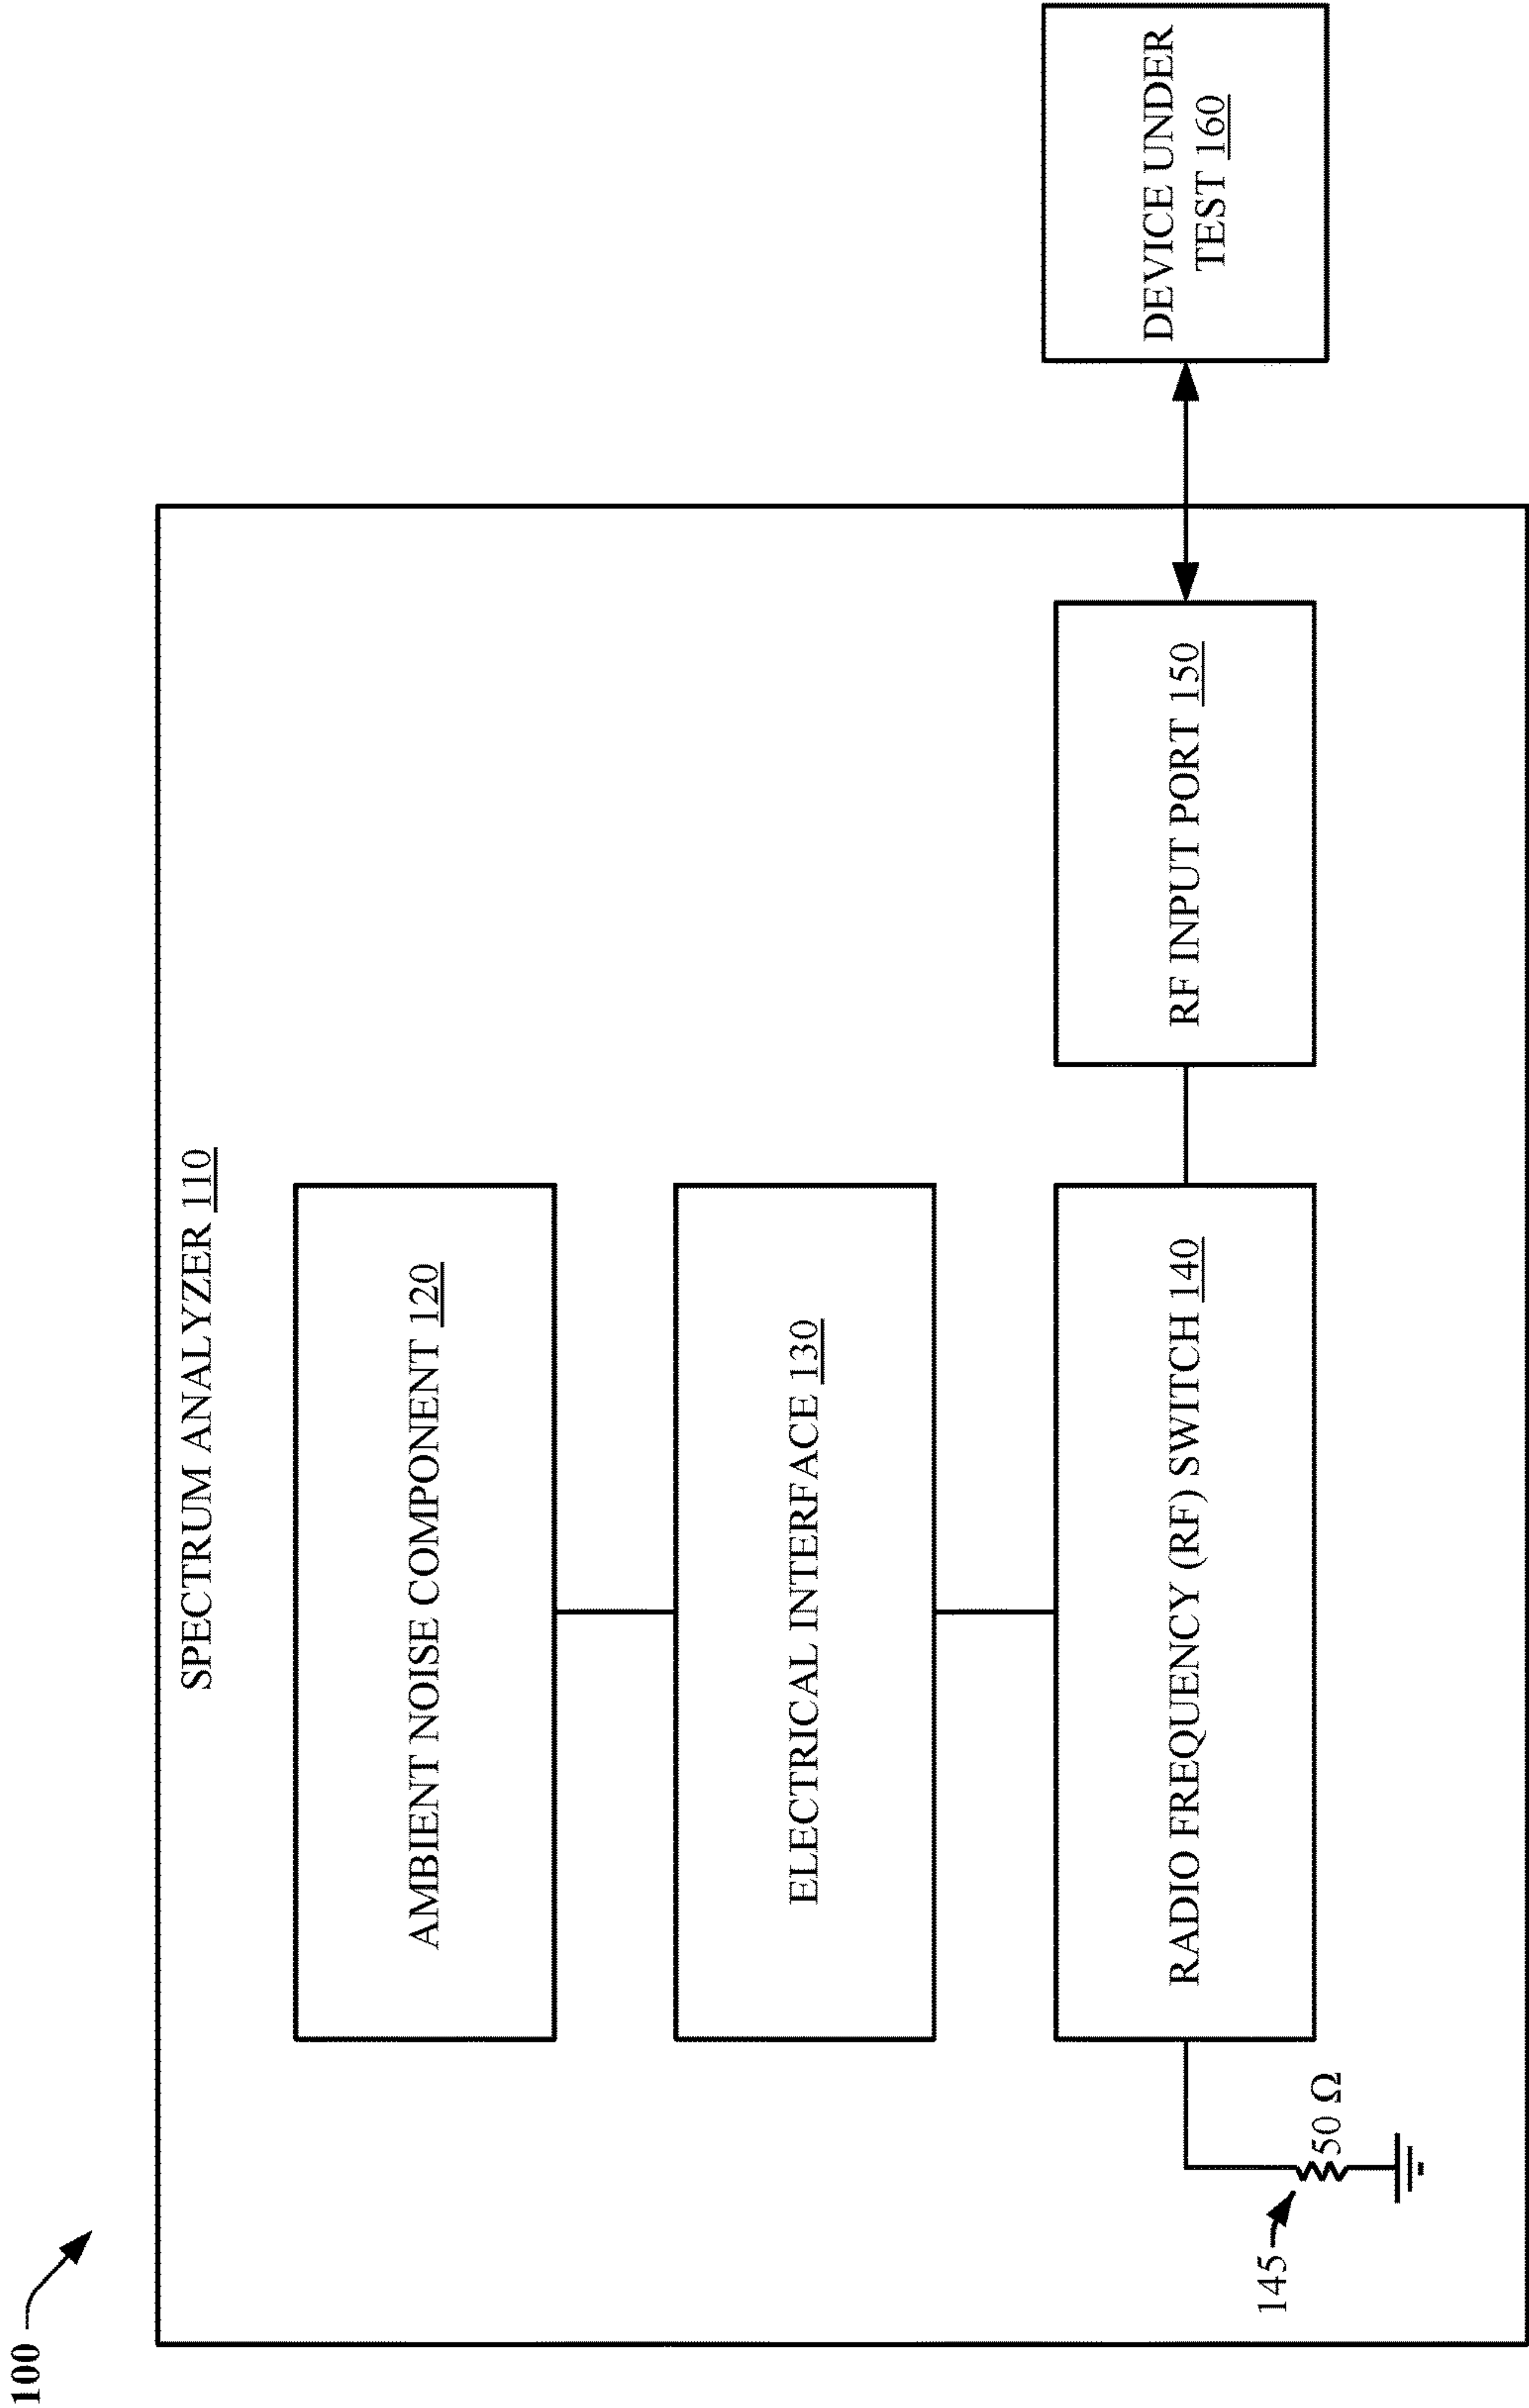 100
SPECTRUM ANALYZER 110
AMBIENT NOISE COMPONENT 120
ELECTRICAL INTERFACE 130
RADIO FREQUENCY (RF) SWITCH 140
RF INPUT PORT 150
DEVICE UNDER
TEST 160
145
50 Ω